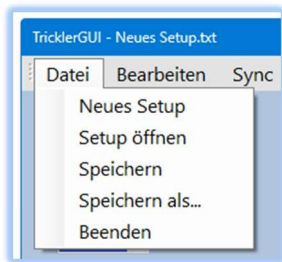 TricklerGUI - Neues Setup.txt
Datei Bearbeiten Sync
Neues Setup
Setup öffnen
Speichern
Speichern als...
Beenden